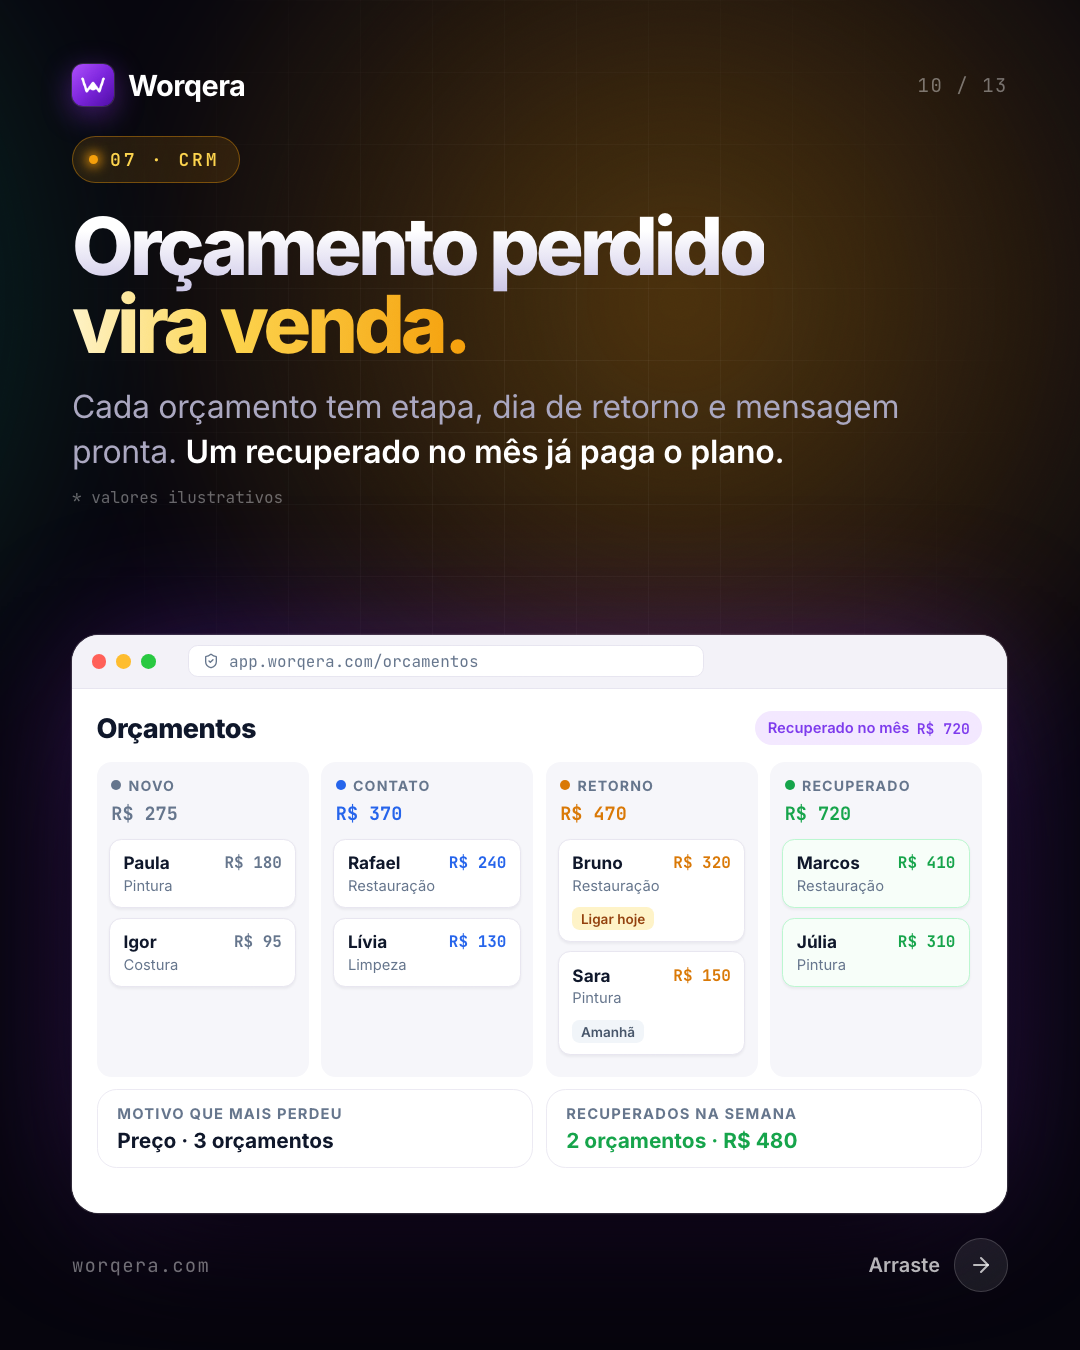 Worqera
10 / 13
07 · CRM
Orçamento perdido
vira venda.
Cada orçamento tem etapa, dia de retorno e mensagem
pronta. Um recuperado no mês já paga o plano.
* valores ilustrativos
app.worqera.com/orcamentos
Orçamentos
Recuperado no mês R$ 720
NOVO
R$ 275
Paula R$ 180
Pintura
Igor R$ 95
Costura
CONTATO
R$ 370
Rafael R$ 240
Restauração
Lívia R$ 130
Limpeza
RETORNO
R$ 470
Bruno R$ 320
Restauração
Ligar hoje
Sara R$ 150
Pintura
Amanhã
RECUPERADO
R$ 720
Marcos R$ 410
Restauração
Júlia R$ 310
Pintura
MOTIVO QUE MAIS PERDEU
Preço · 3 orçamentos
RECUPERADOS NA SEMANA
2 orçamentos · R$ 480
worqera.com
Arraste